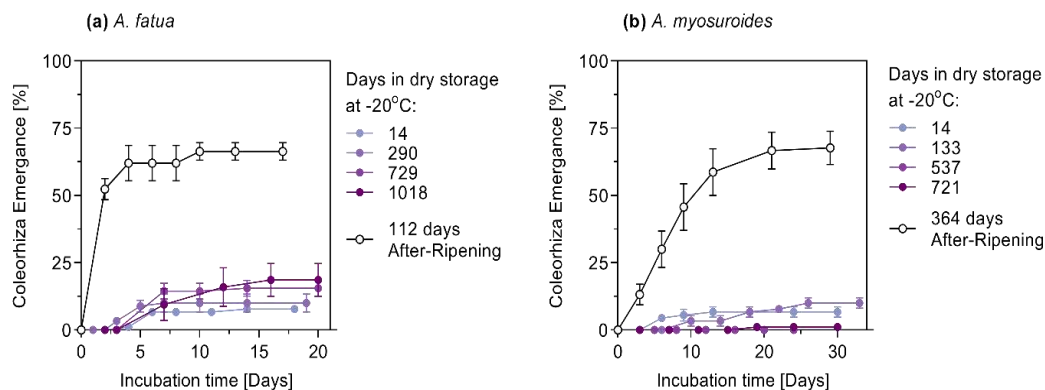 (a) A. fatua
100
75
50
25
0
0 5 10 15 20
Coleorhiza Emergance [%]
Incubation time [Days]
Days in dry storage
at -20°C:
14
290
729
1018
112 days
After-Ripening
(b) A. myosuroides
100
75
50
25
0
0 10 20 30
Coleorhiza Emergance [%]
Incubation time [Days]
Days in dry storage
at -20°C:
14
133
537
721
364 days
After-Ripening